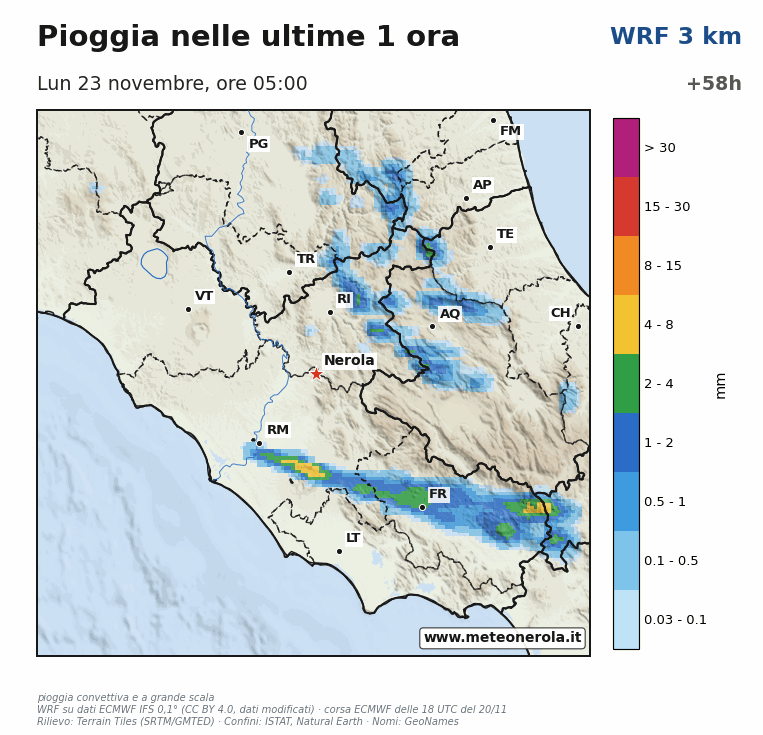 Pioggia nelle ultime 1 ora
WRF 3 km
Lun 23 novembre, ore 05:00
+58h
PG
FM
AP
TE
TR
RI
VT
AQ
CH
Nerola
RM
FR
LT
www.meteonerola.it
> 30
15 - 30
8 - 15
4 - 8
2 - 4
1 - 2
0.5 - 1
0.1 - 0.5
0.03 - 0.1
mm
pioggia convettiva e a grande scala
WRF su dati ECMWF IFS 0,1° (CC BY 4.0, dati modificati) · corsa ECMWF delle 18 UTC del 20/11
Rilievo: Terrain Tiles (SRTM/GMTED) · Confini: ISTAT, Natural Earth · Nomi: GeoNames